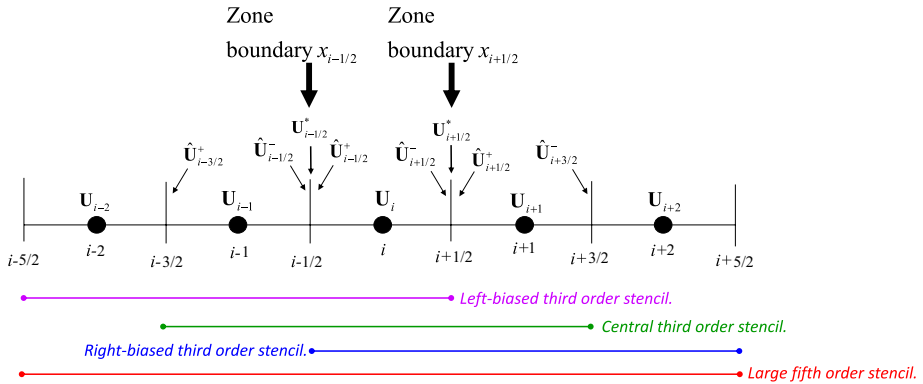 Zone Zone
boundary x_{i−1/2} boundary x_{i+1/2}
U*_{i−1/2} U*_{i+1/2}
Û⁺_{i−3/2} Û⁻_{i−1/2} Û⁺_{i−1/2} Û⁻_{i+1/2} Û⁺_{i+1/2} Û⁻_{i+3/2}
U_{i−2} U_{i−1} U_i U_{i+1} U_{i+2}
i-5/2 i-2 i-3/2 i-1 i-1/2 i i+1/2 i+1 i+3/2 i+2 i+5/2
Left-biased third order stencil.
Central third order stencil.
Right-biased third order stencil.
Large fifth order stencil.